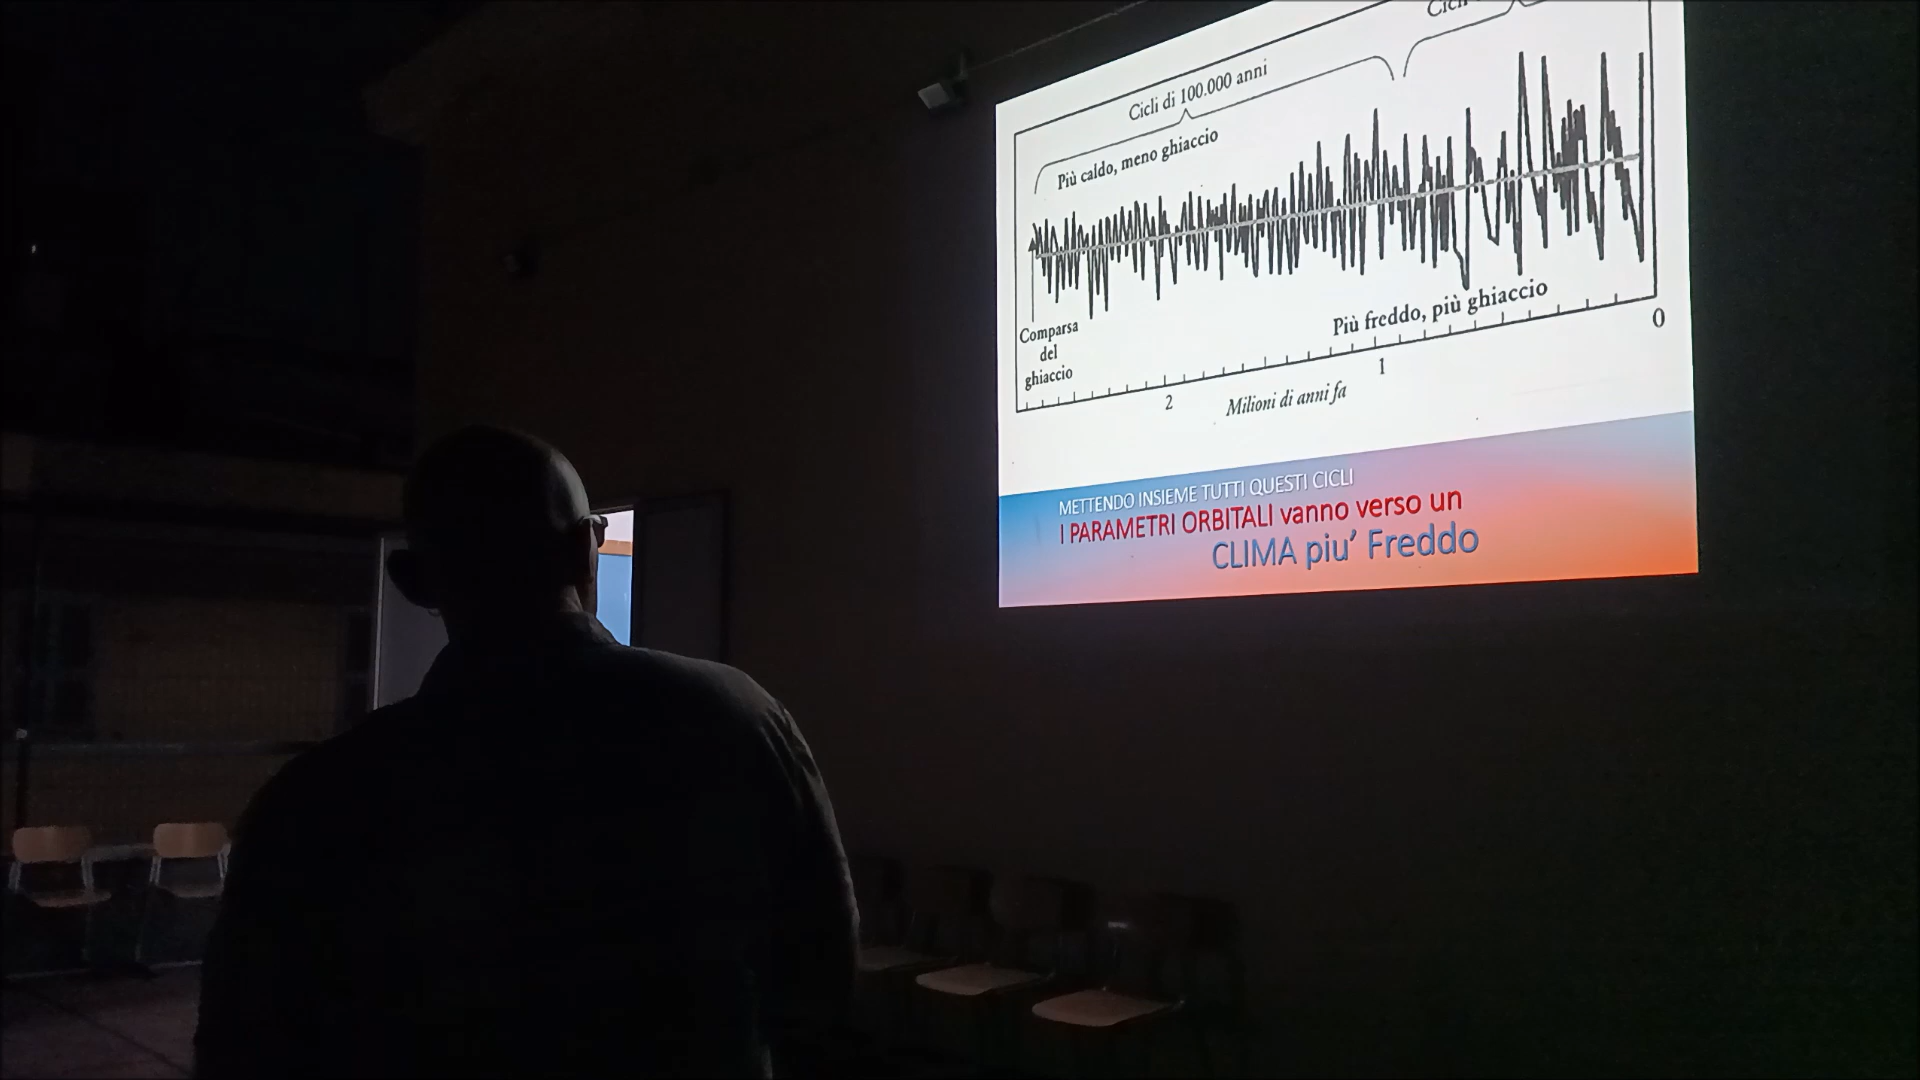 Cicli di 100.000 anni
Più caldo, meno ghiaccio
Comparsa
del
ghiaccio
Più freddo, più ghiaccio
2
1
0
Milioni di anni fa
METTENDO INSIEME TUTTI QUESTI CICLI
I PARAMETRI ORBITALI vanno verso un
CLIMA piu' Freddo